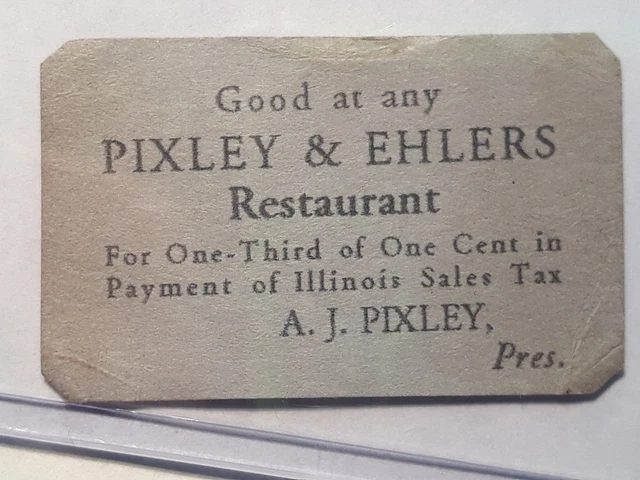 Good at any
PIXLEY & EHLERS
Restaurant
For One-Third of One Cent in
Payment of Illinois Sales Tax
A. J. PIXLEY,
Pres.